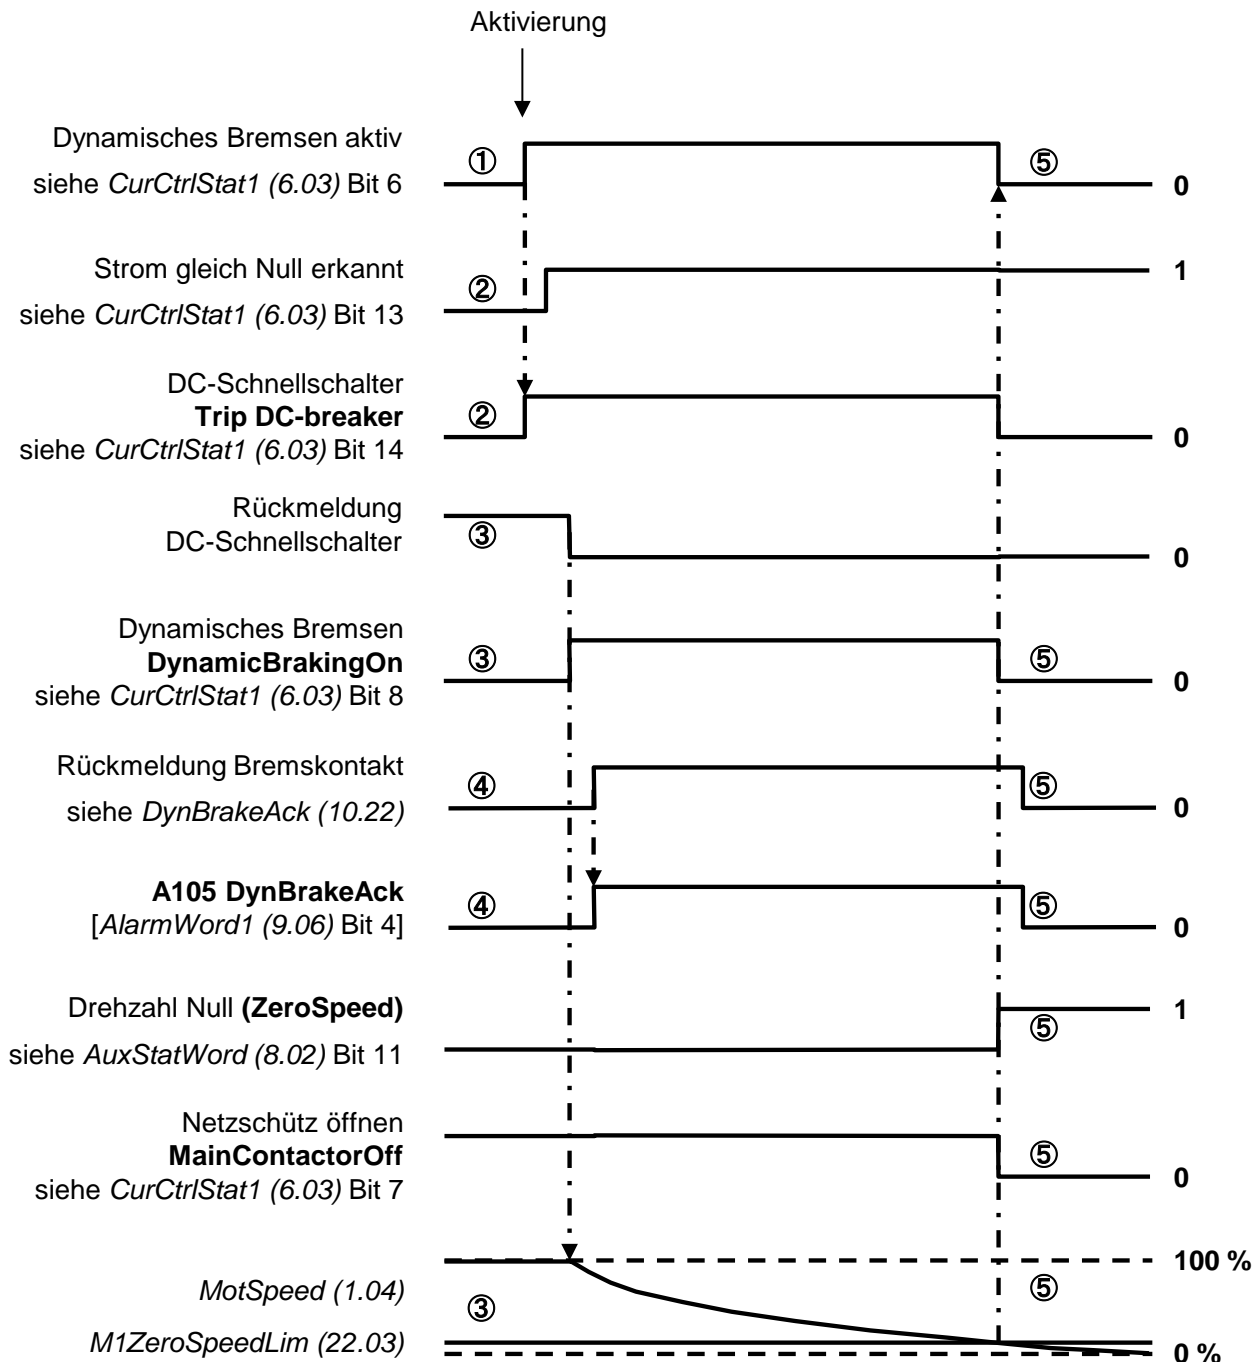 Aktivierung
Dynamisches Bremsen aktiv
① ⑤
siehe CurCtrlStat1 (6.03) Bit 6 0
Strom gleich Null erkannt 1
②
siehe CurCtrlStat1 (6.03) Bit 13
DC-Schnellschalter
Trip DC-breaker ②
siehe CurCtrlStat1 (6.03) Bit 14 0
Rückmeldung
DC-Schnellschalter ③
0
Dynamisches Bremsen
DynamicBrakingOn ③ ⑤
siehe CurCtrlStat1 (6.03) Bit 8 0
Rückmeldung Bremskontakt
④ ⑤
siehe DynBrakeAck (10.22) 0
A105 DynBrakeAck
④ ⑤
[AlarmWord1 (9.06) Bit 4] 0
Drehzahl Null (ZeroSpeed) 1
⑤
siehe AuxStatWord (8.02) Bit 11
Netzschütz öffnen
MainContactorOff ⑤
siehe CurCtrlStat1 (6.03) Bit 7 0
100 %
MotSpeed (1.04) ⑤
③
M1ZeroSpeedLim (22.03)
0 %